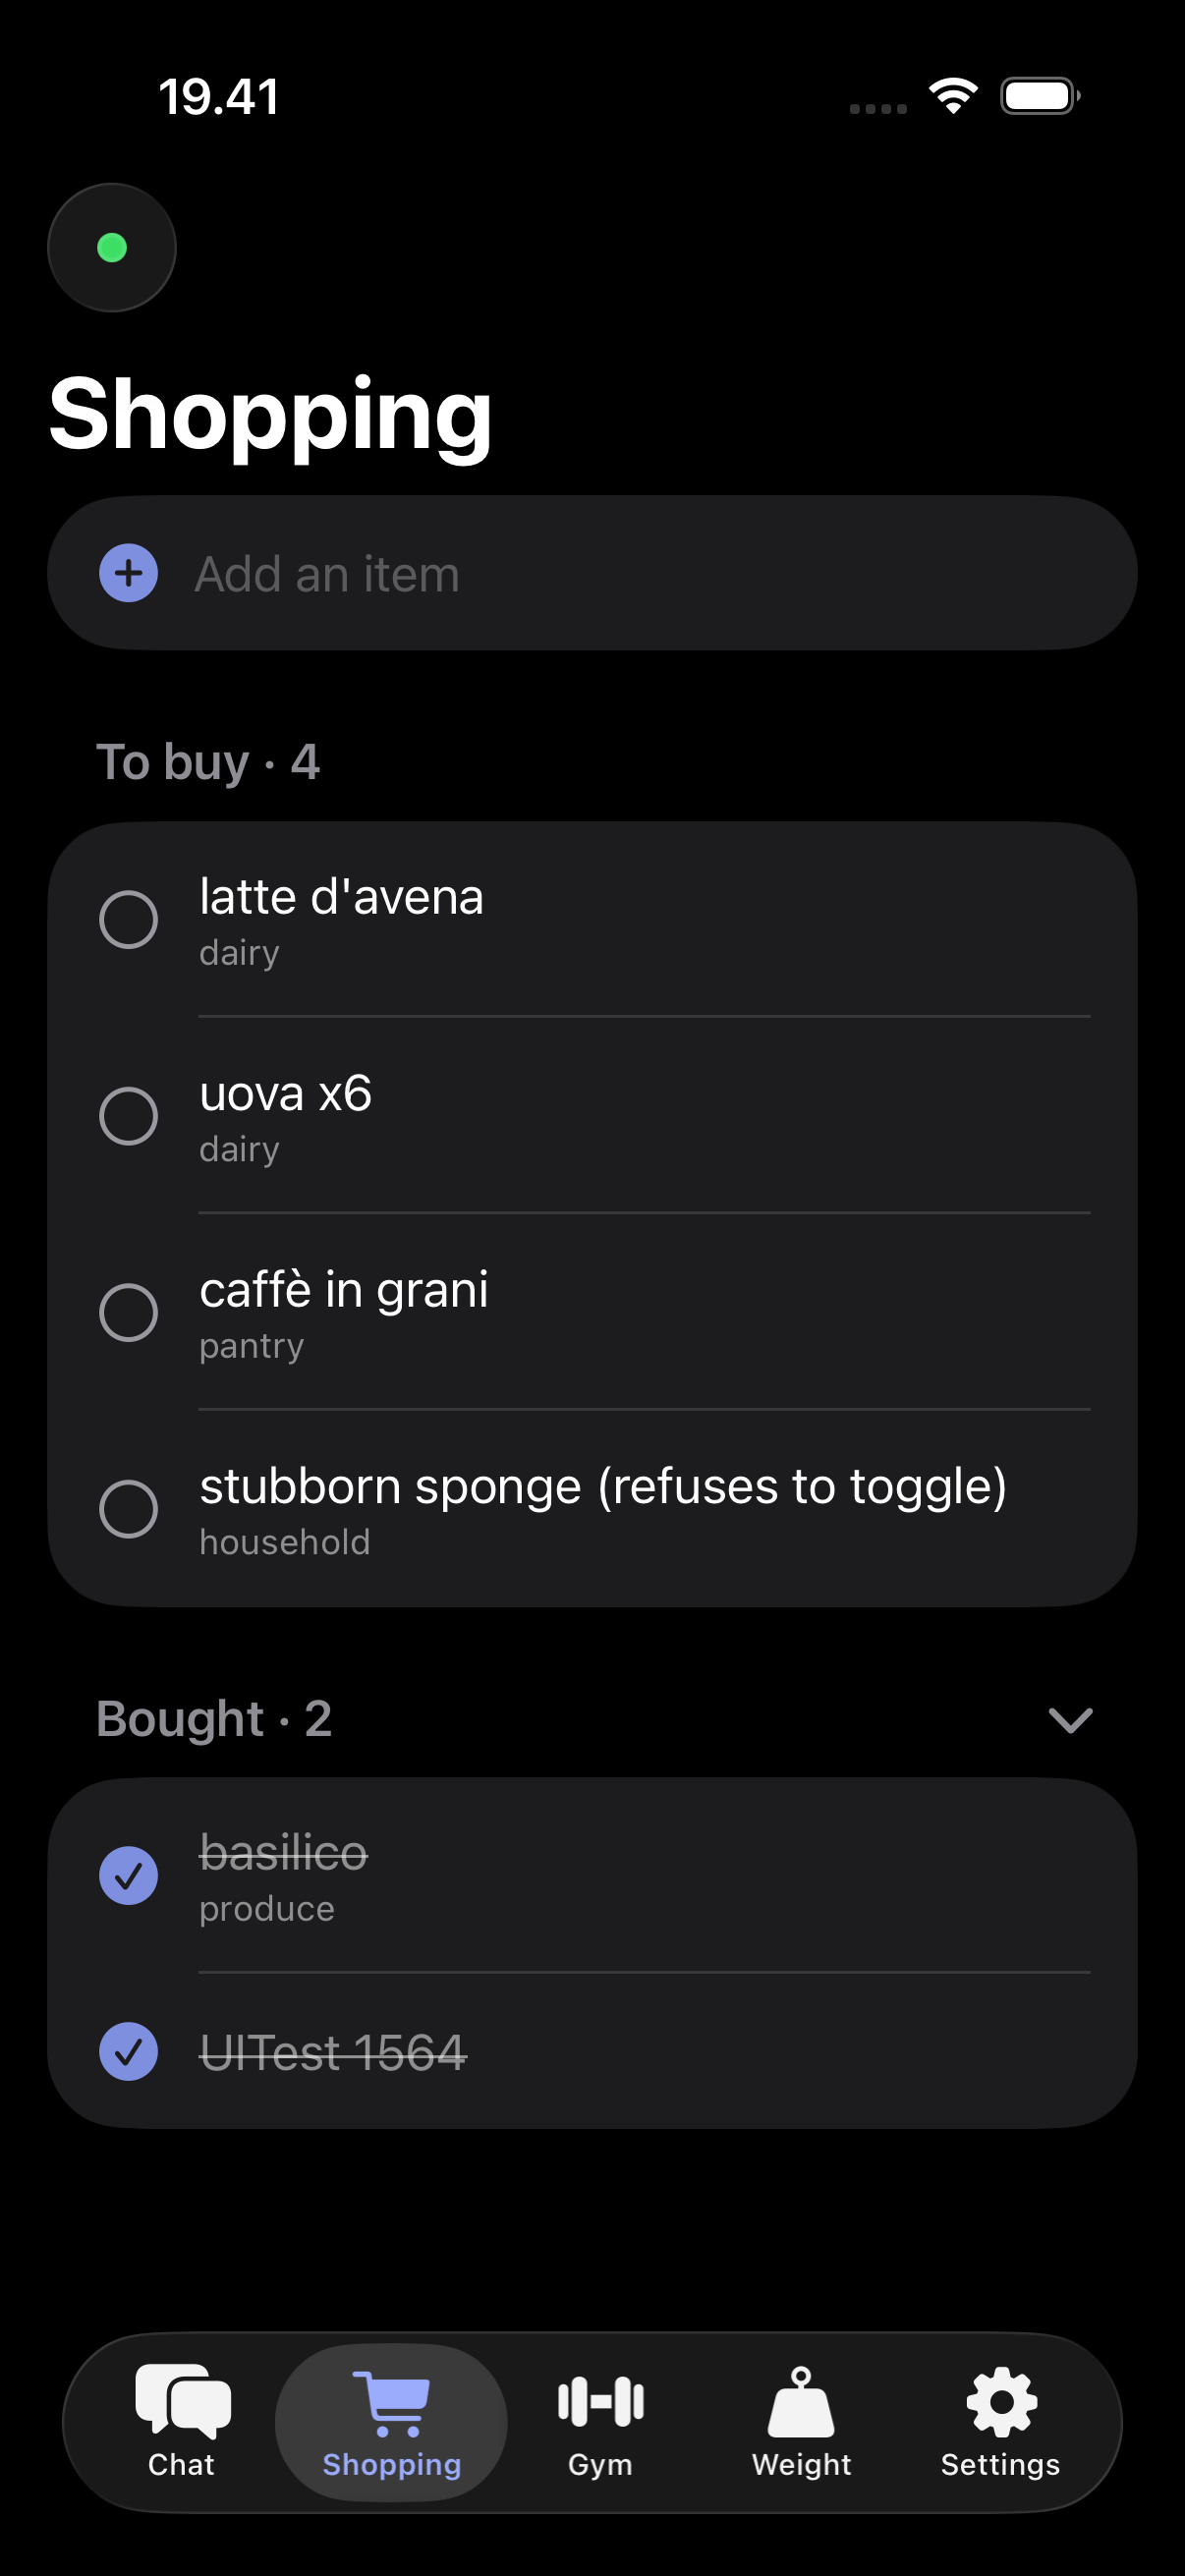 19.41
Shopping
Add an item
To buy · 4
latte d'avena
dairy
uova x6
dairy
caffè in grani
pantry
stubborn sponge (refuses to toggle)
household
Bought · 2
basilico
produce
UITest 1564
Chat
Shopping
Gym
Weight
Settings